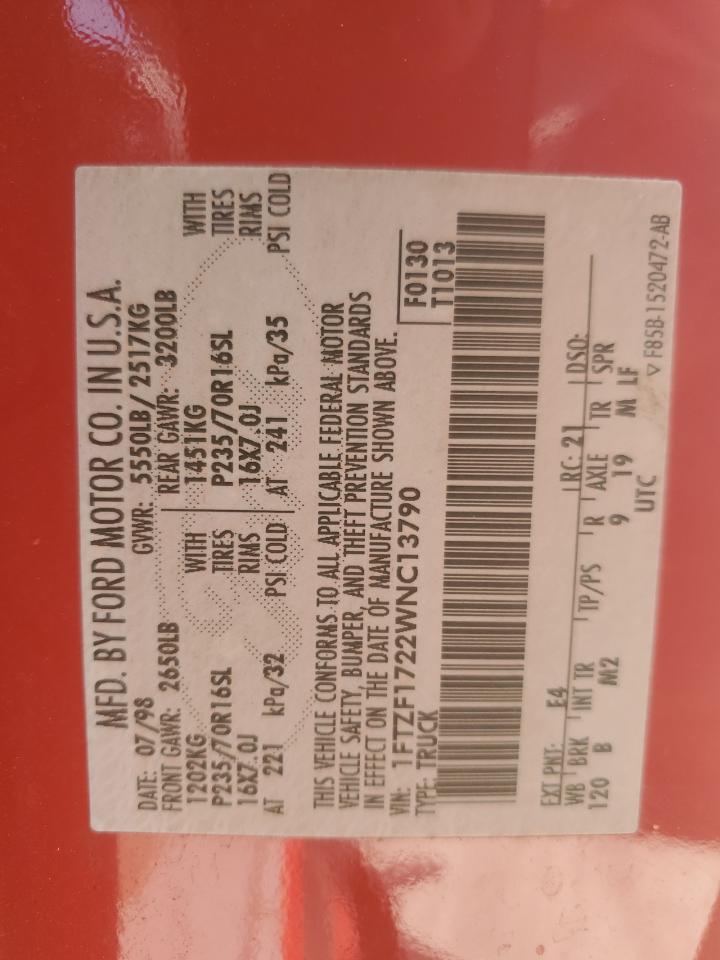 MFD. BY FORD MOTOR CO. IN U.S.A.
DATE: 07/98 GVWR: 5550LB/ 2517KG
FRONT GAWR: 2650LB REAR GAWR: 3200LB
1202KG WITH 1451KG WITH
P235/70R16SL TIRES P235/70R16SL TIRES
16X7.0J RIMS 16X7.0J RIMS
AT 221 kPa/32 PSI COLD AT 241 kPa/35 PSI COLD
THIS VEHICLE CONFORMS TO ALL APPLICABLE FEDERAL MOTOR
VEHICLE SAFETY, BUMPER, AND THEFT PREVENTION STANDARDS
IN EFFECT ON THE DATE OF MANUFACTURE SHOWN ABOVE.
VIN: 1FTZF1722WNC13790 F0130
TYPE: TRUCK T1013
EXT PNT: E4 RC: 21 DSO:
WB BRK INT TR TP/PS R AXLE TR SPR
120 B M2 9 19 M LF
UTC
▽ F85B-1520472-AB